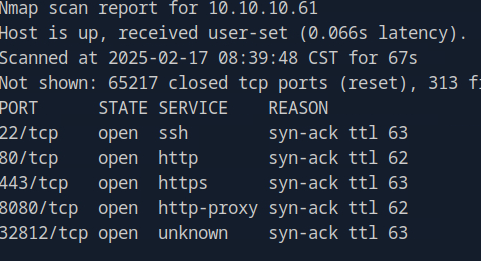 Nmap scan report for 10.10.10.61
Host is up, received user-set (0.066s latency).
Scanned at 2025-02-17 08:39:48 CST for 67s
Not shown: 65217 closed tcp ports (reset), 313 fi
PORT STATE SERVICE REASON
22/tcp open ssh syn-ack ttl 63
80/tcp open http syn-ack ttl 62
443/tcp open https syn-ack ttl 63
8080/tcp open http-proxy syn-ack ttl 62
32812/tcp open unknown syn-ack ttl 63